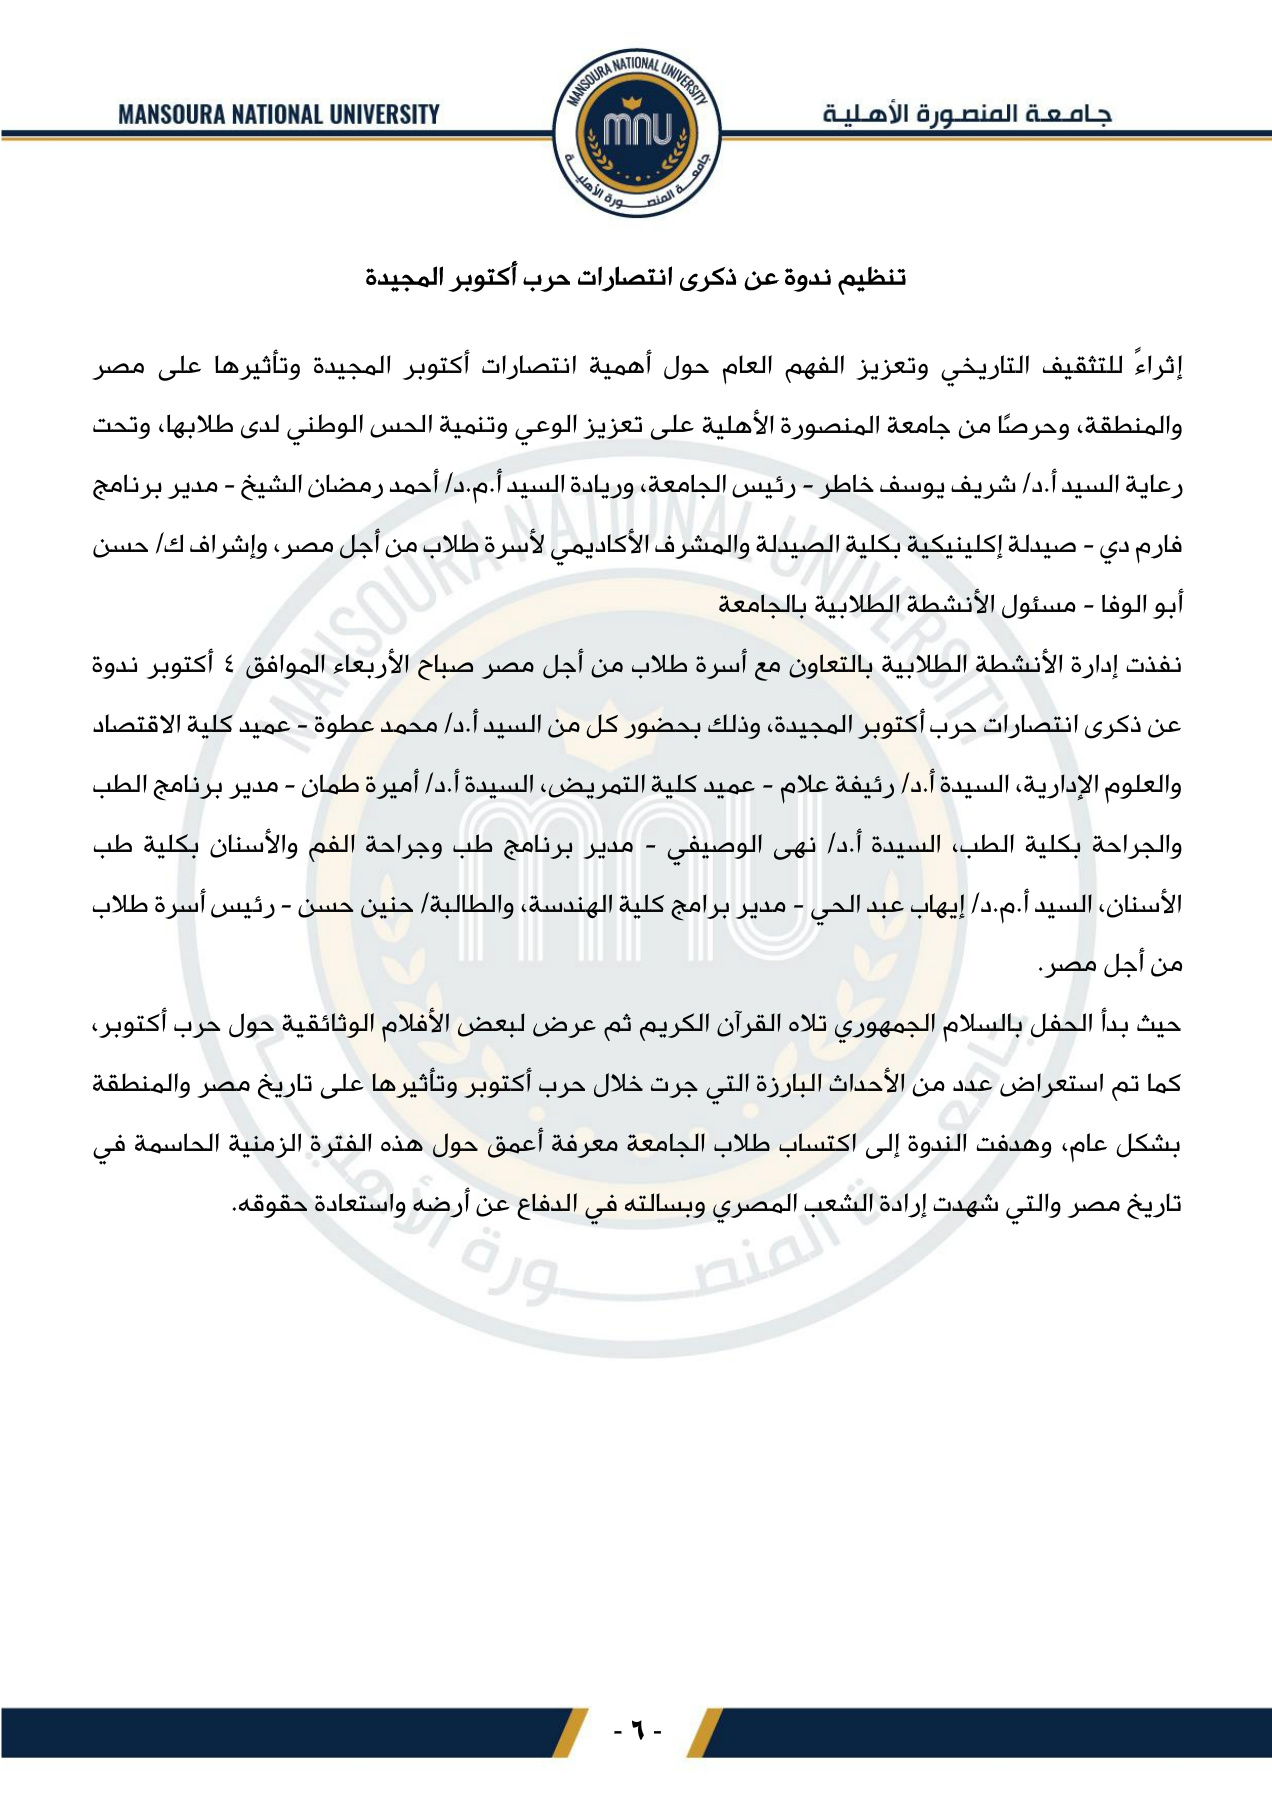 MANSOURA NATIONAL UNIVERSITY
جامعة المنصورة الأهلية
MANSOURA NATIONAL UNIVERSITY
mnu
جامعة المنصورة الأهلية
تنظيم ندوة عن ذكرى انتصارات حرب أكتوبر المجيدة
إثراءً للتثقيف التاريخي وتعزيز الفهم العام حول أهمية انتصارات أكتوبر المجيدة وتأثيرها على مصر
والمنطقة، وحرصًا من جامعة المنصورة الأهلية على تعزيز الوعي وتنمية الحس الوطني لدى طلابها، وتحت
رعاية السيد أ.د/ شريف يوسف خاطر - رئيس الجامعة، وريادة السيد أ.م.د/ أحمد رمضان الشيخ - مدير برنامج
فارم دي - صيدلة إكلينيكية بكلية الصيدلة والمشرف الأكاديمي لأسرة طلاب من أجل مصر، وإشراف ك/ حسن
أبو الوفا - مسئول الأنشطة الطلابية بالجامعة
نفذت إدارة الأنشطة الطلابية بالتعاون مع أسرة طلاب من أجل مصر صباح الأربعاء الموافق ٤ أكتوبر ندوة
عن ذكرى انتصارات حرب أكتوبر المجيدة، وذلك بحضور كل من السيد أ.د/ محمد عطوة - عميد كلية الاقتصاد
والعلوم الإدارية، السيدة أ.د/ رئيفة علام - عميد كلية التمريض، السيدة أ.د/ أميرة طمان - مدير برنامج الطب
والجراحة بكلية الطب، السيدة أ.د/ نهى الوصيفي - مدير برنامج طب وجراحة الفم والأسنان بكلية طب
الأسنان، السيد أ.م.د/ إيهاب عبد الحي - مدير برامج كلية الهندسة، والطالبة/ حنين حسن - رئيس أسرة طلاب
من أجل مصر.
حيث بدأ الحفل بالسلام الجمهوري تلاه القرآن الكريم ثم عرض لبعض الأفلام الوثائقية حول حرب أكتوبر،
كما تم استعراض عدد من الأحداث البارزة التي جرت خلال حرب أكتوبر وتأثيرها على تاريخ مصر والمنطقة
بشكل عام، وهدفت الندوة إلى اكتساب طلاب الجامعة معرفة أعمق حول هذه الفترة الزمنية الحاسمة في
تاريخ مصر والتي شهدت إرادة الشعب المصري وبسالته في الدفاع عن أرضه واستعادة حقوقه.
- ٦ -